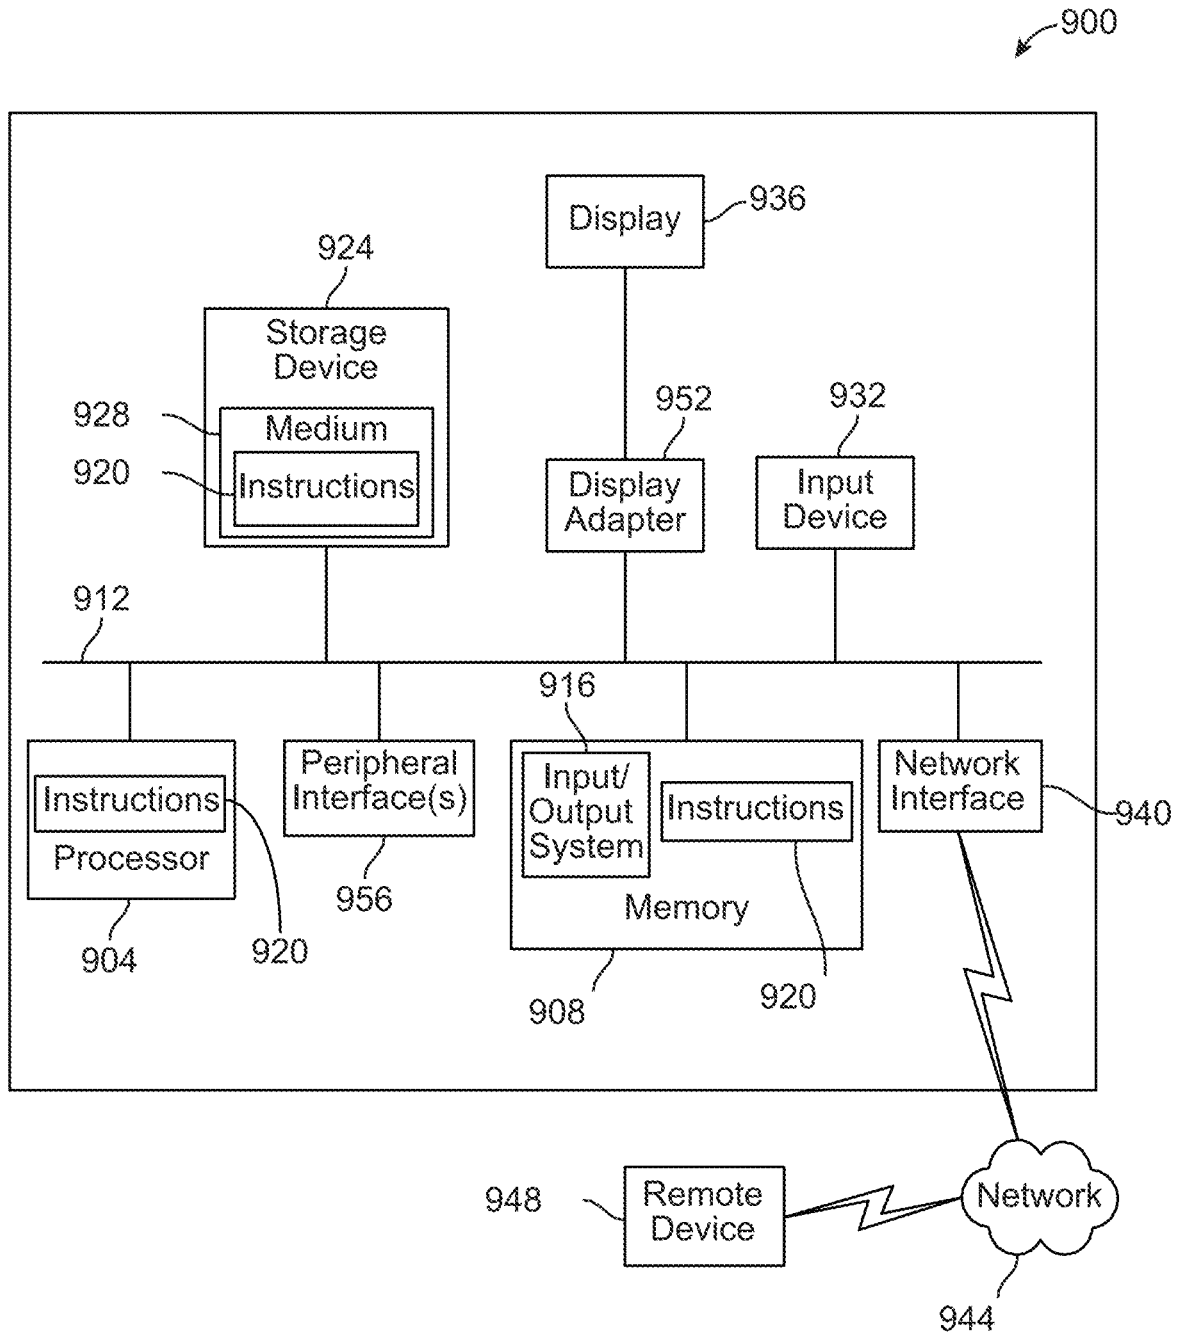 900
Display
936
924
Storage
Device
928
Medium
920
Instructions
952
Display
Adapter
932
Input
Device
912
Instructions
Processor
904
920
Peripheral
Interface(s)
956
916
Input/
Output
System
Instructions
Memory
908
920
Network
Interface
940
948
Remote
Device
Network
944